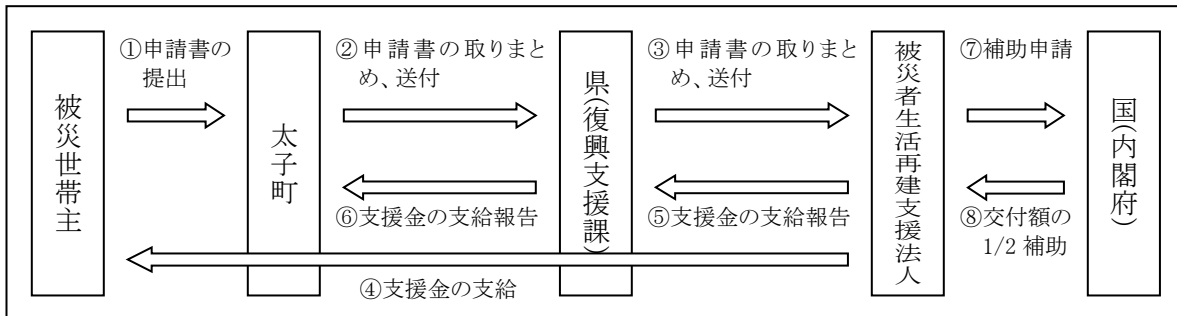 ①申請書の
提出
②申請書の取りまと
め、送付
③申請書の取りまと
め、送付
⑦補助申請
被災世帯主
太子町
県(復興支援課)
被災者生活再建支援法人
国(内閣府)
⑥支援金の支給報告
⑤支援金の支給報告
⑧交付額の
1/2 補助
④支援金の支給